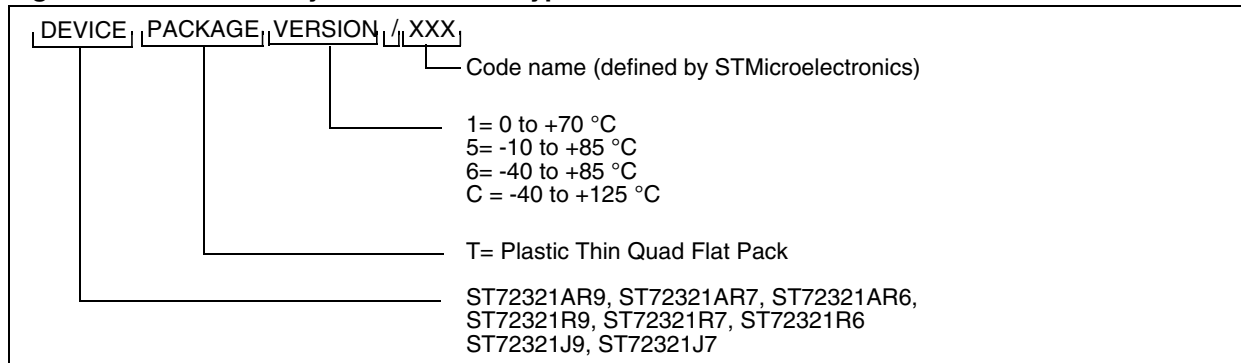 DEVICE PACKAGE VERSION / XXX
Code name (defined by STMicroelectronics)
1= 0 to +70 °C
5= -10 to +85 °C
6= -40 to +85 °C
C = -40 to +125 °C
T= Plastic Thin Quad Flat Pack
ST72321AR9, ST72321AR7, ST72321AR6,
ST72321R9, ST72321R7, ST72321R6
ST72321J9, ST72321J7